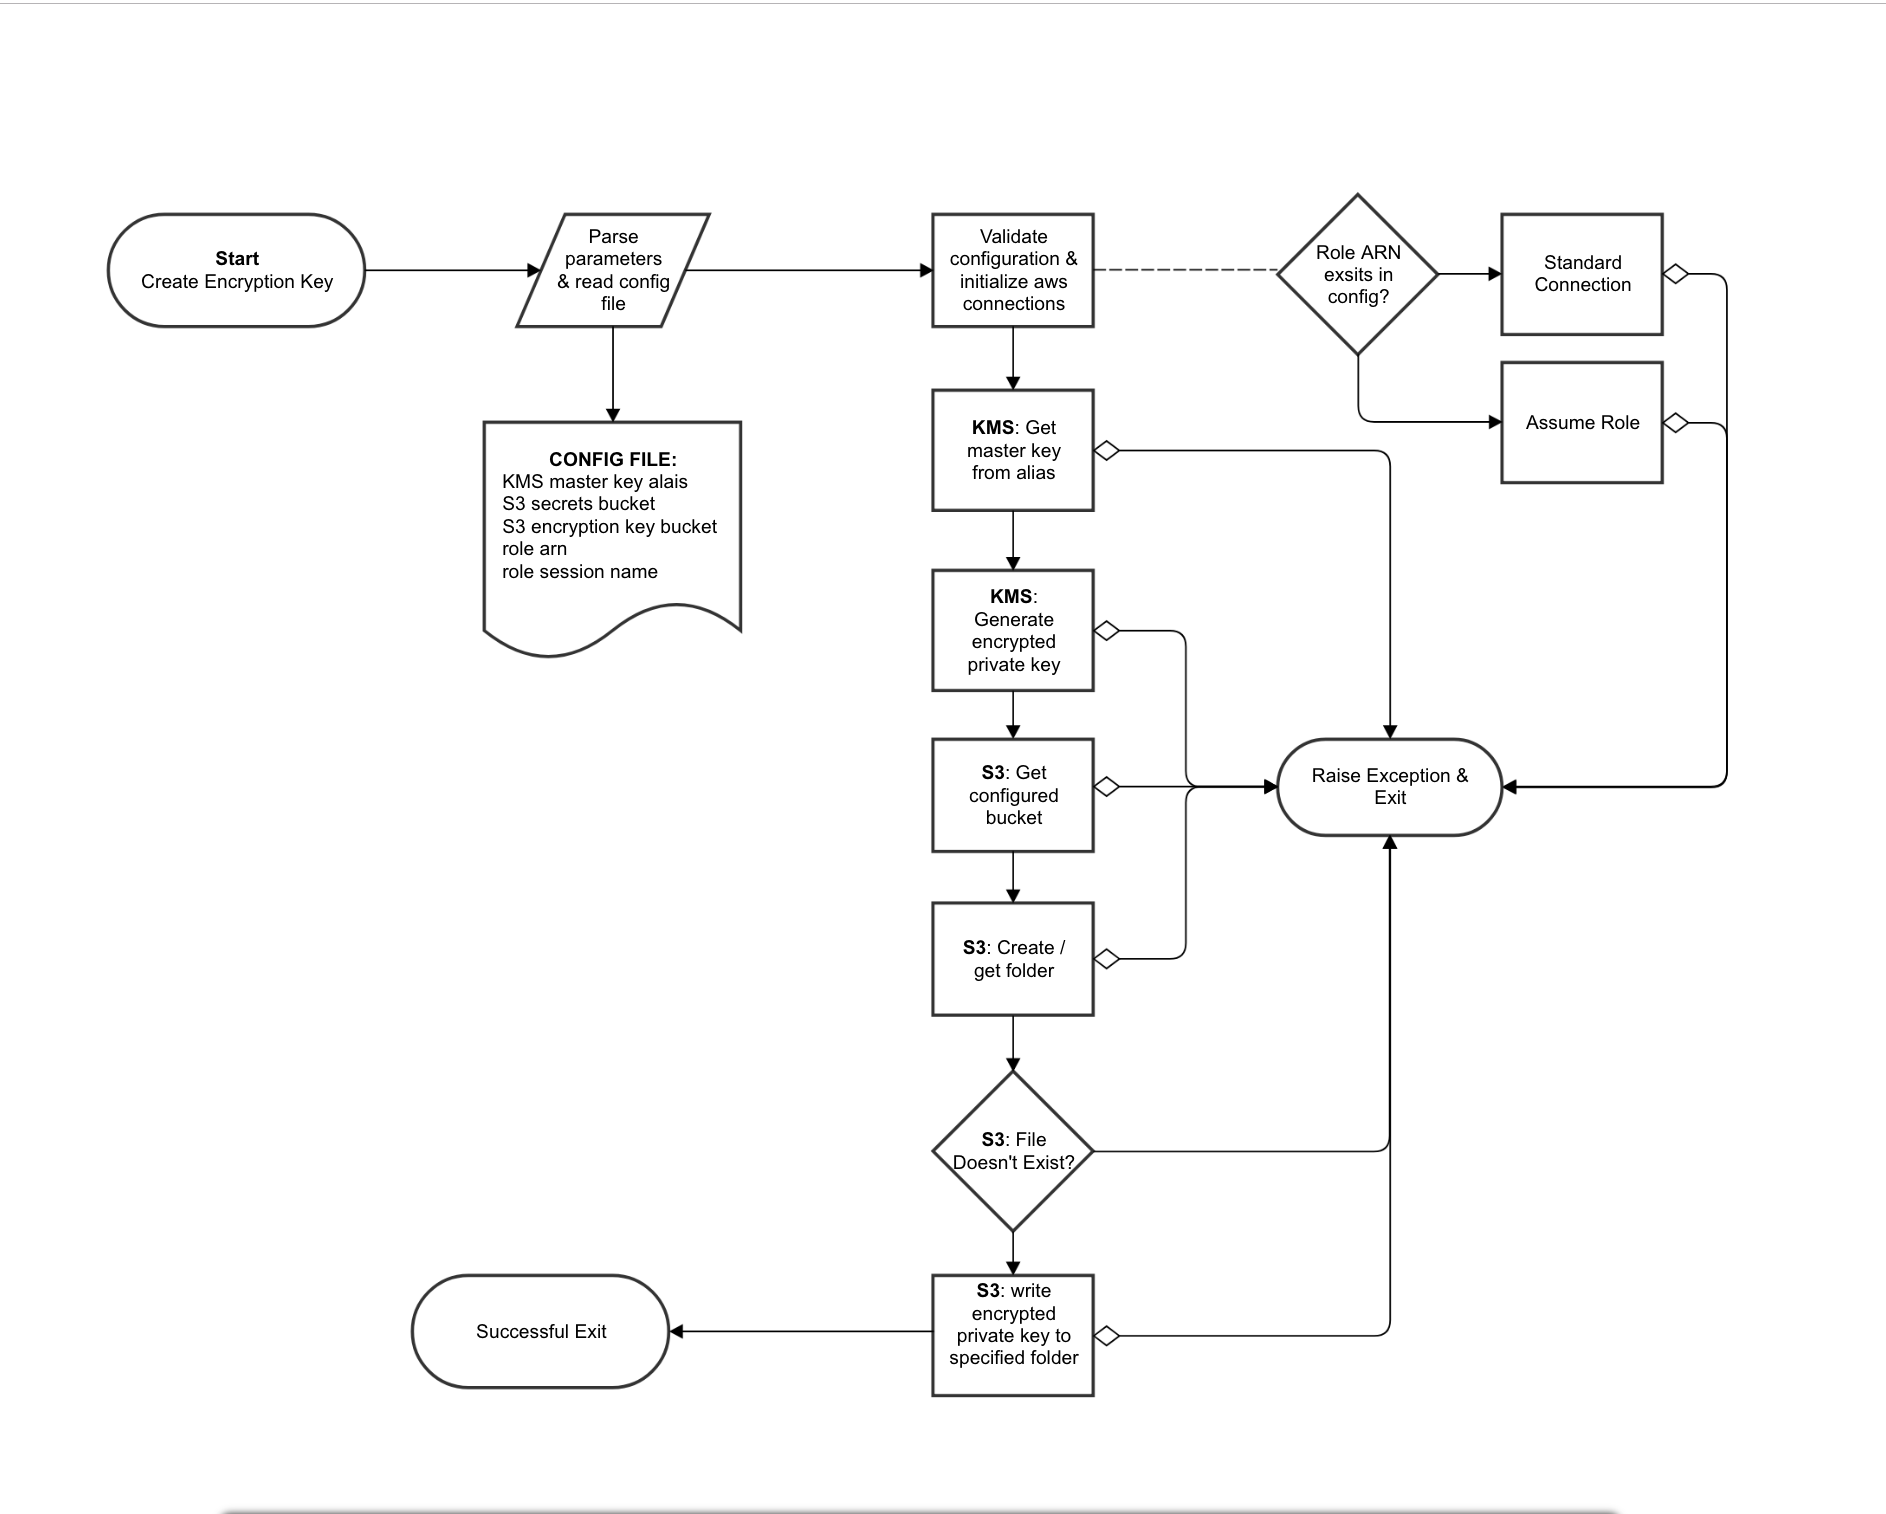 Start
Create Encryption Key
Parse
parameters
& read config
file
Validate
configuration &
initialize aws
connections
Role ARN
exsits in
config?
Standard
Connection
Assume Role
CONFIG FILE:
KMS master key alais
S3 secrets bucket
S3 encryption key bucket
role arn
role session name
KMS: Get
master key
from alias
KMS:
Generate
encrypted
private key
S3: Get
configured
bucket
Raise Exception &
Exit
S3: Create /
get folder
S3: File
Doesn't Exist?
S3: write
encrypted
private key to
specified folder
Successful Exit